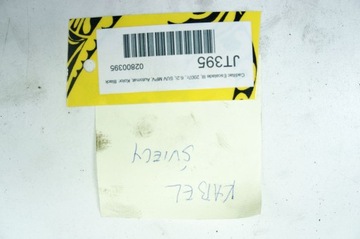 KABEL
ŚWIECY
Cadillac Escalade III, 2007r., 6.2i, SUV MPV, Automat, Kolor: Black
JT395
02800395